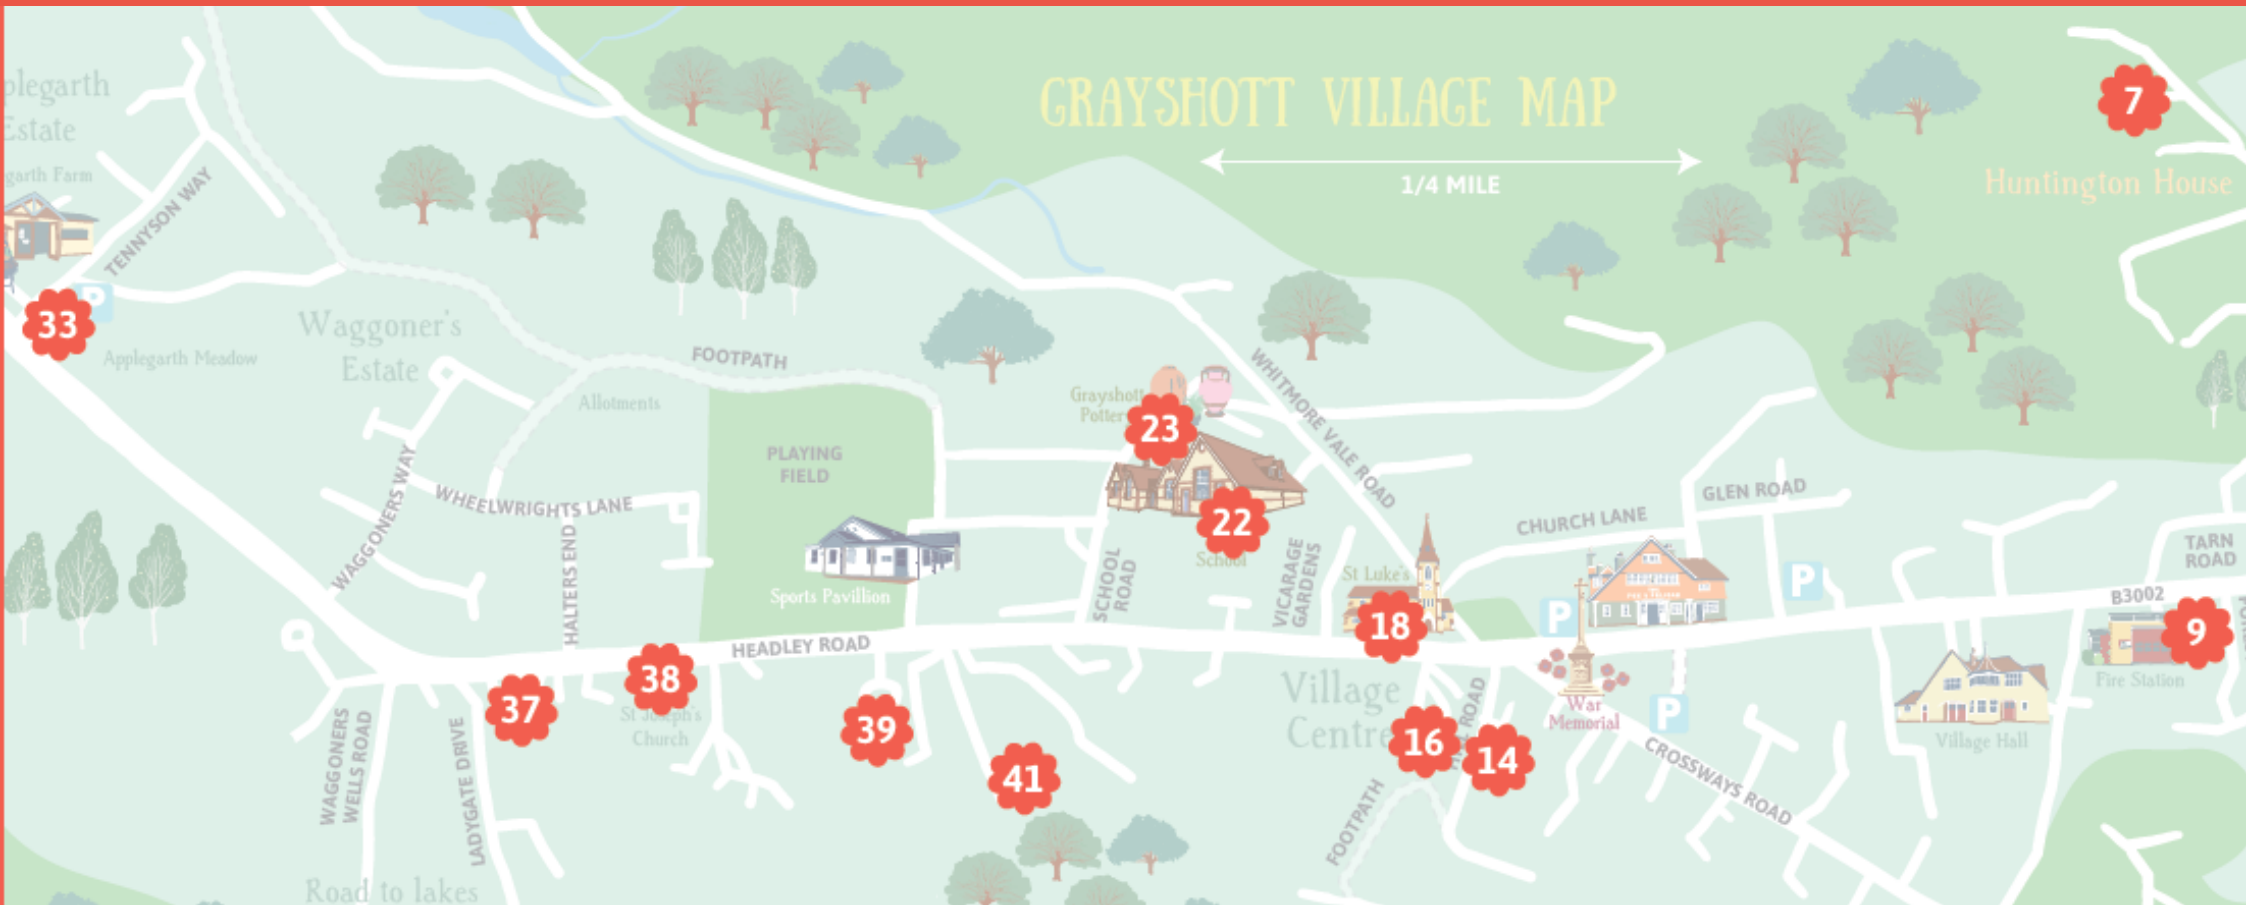 GRAYSHOTT VILLAGE MAP
1/4 MILE
7
Huntington House
plegarth
Estate
garth Farm
TENNYSON WAY
P
33
Applegarth Meadow
Waggoner's
Estate
FOOTPATH
Allotments
PLAYING
FIELD
Grayshott
23
WHITMORE VALE ROAD
WAGGONERS WAY
WHEELWRIGHTS LANE
HALTERS END
Sports Pavillion
22
School
SCHOOL
ROAD
VICARAGE
GARDENS
St Luke's
18
CHURCH LANE
GLEN ROAD
P
P
TARN
ROAD
B3002
9
Fire Station
HEADLEY ROAD
37
38
St Joseph's
Church
39
41
Village
Centre
16
14
ROAD
War
Memorial
P
Village Hall
CROSSWAYS ROAD
WAGGONERS
WELLS ROAD
LADYGATE DRIVE
FOOTPATH
Road to lakes